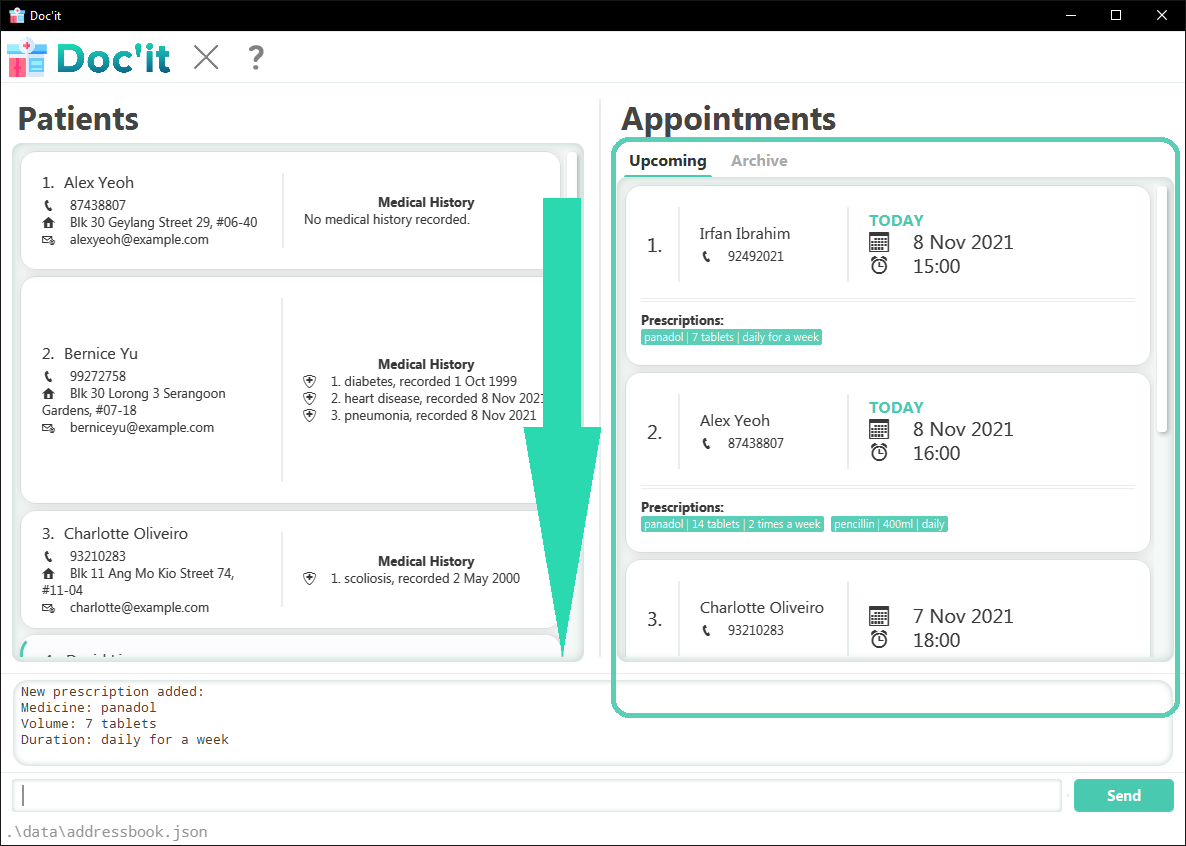 Doc'it
Doc'it
?
Patients
1. Alex Yeoh
87438807
Blk 30 Geylang Street 29, #06-40
alexyeoh@example.com
Medical History
No medical history recorded.
2. Bernice Yu
99272758
Blk 30 Lorong 3 Serangoon
Gardens, #07-18
berniceyu@example.com
Medical History
1. diabetes, recorded 1 Oct 1999
2. heart disease, recorded 8 Nov 2021
3. pneumonia, recorded 8 Nov 2021
3. Charlotte Oliveiro
93210283
Blk 11 Ang Mo Kio Street 74,
#11-04
charlotte@example.com
Medical History
1. scoliosis, recorded 2 May 2000
Appointments
Upcoming Archive
1.
Irfan Ibrahim
92492021
TODAY
8 Nov 2021
15:00
Prescriptions:
panadol | 7 tablets | daily for a week
2.
Alex Yeoh
87438807
TODAY
8 Nov 2021
16:00
Prescriptions:
panadol | 14 tablets | 2 times a week pencillin | 400ml | daily
3.
Charlotte Oliveiro
93210283
7 Nov 2021
18:00
New prescription added:
Medicine: panadol
Volume: 7 tablets
Duration: daily for a week
Send
.\data\addressbook.json